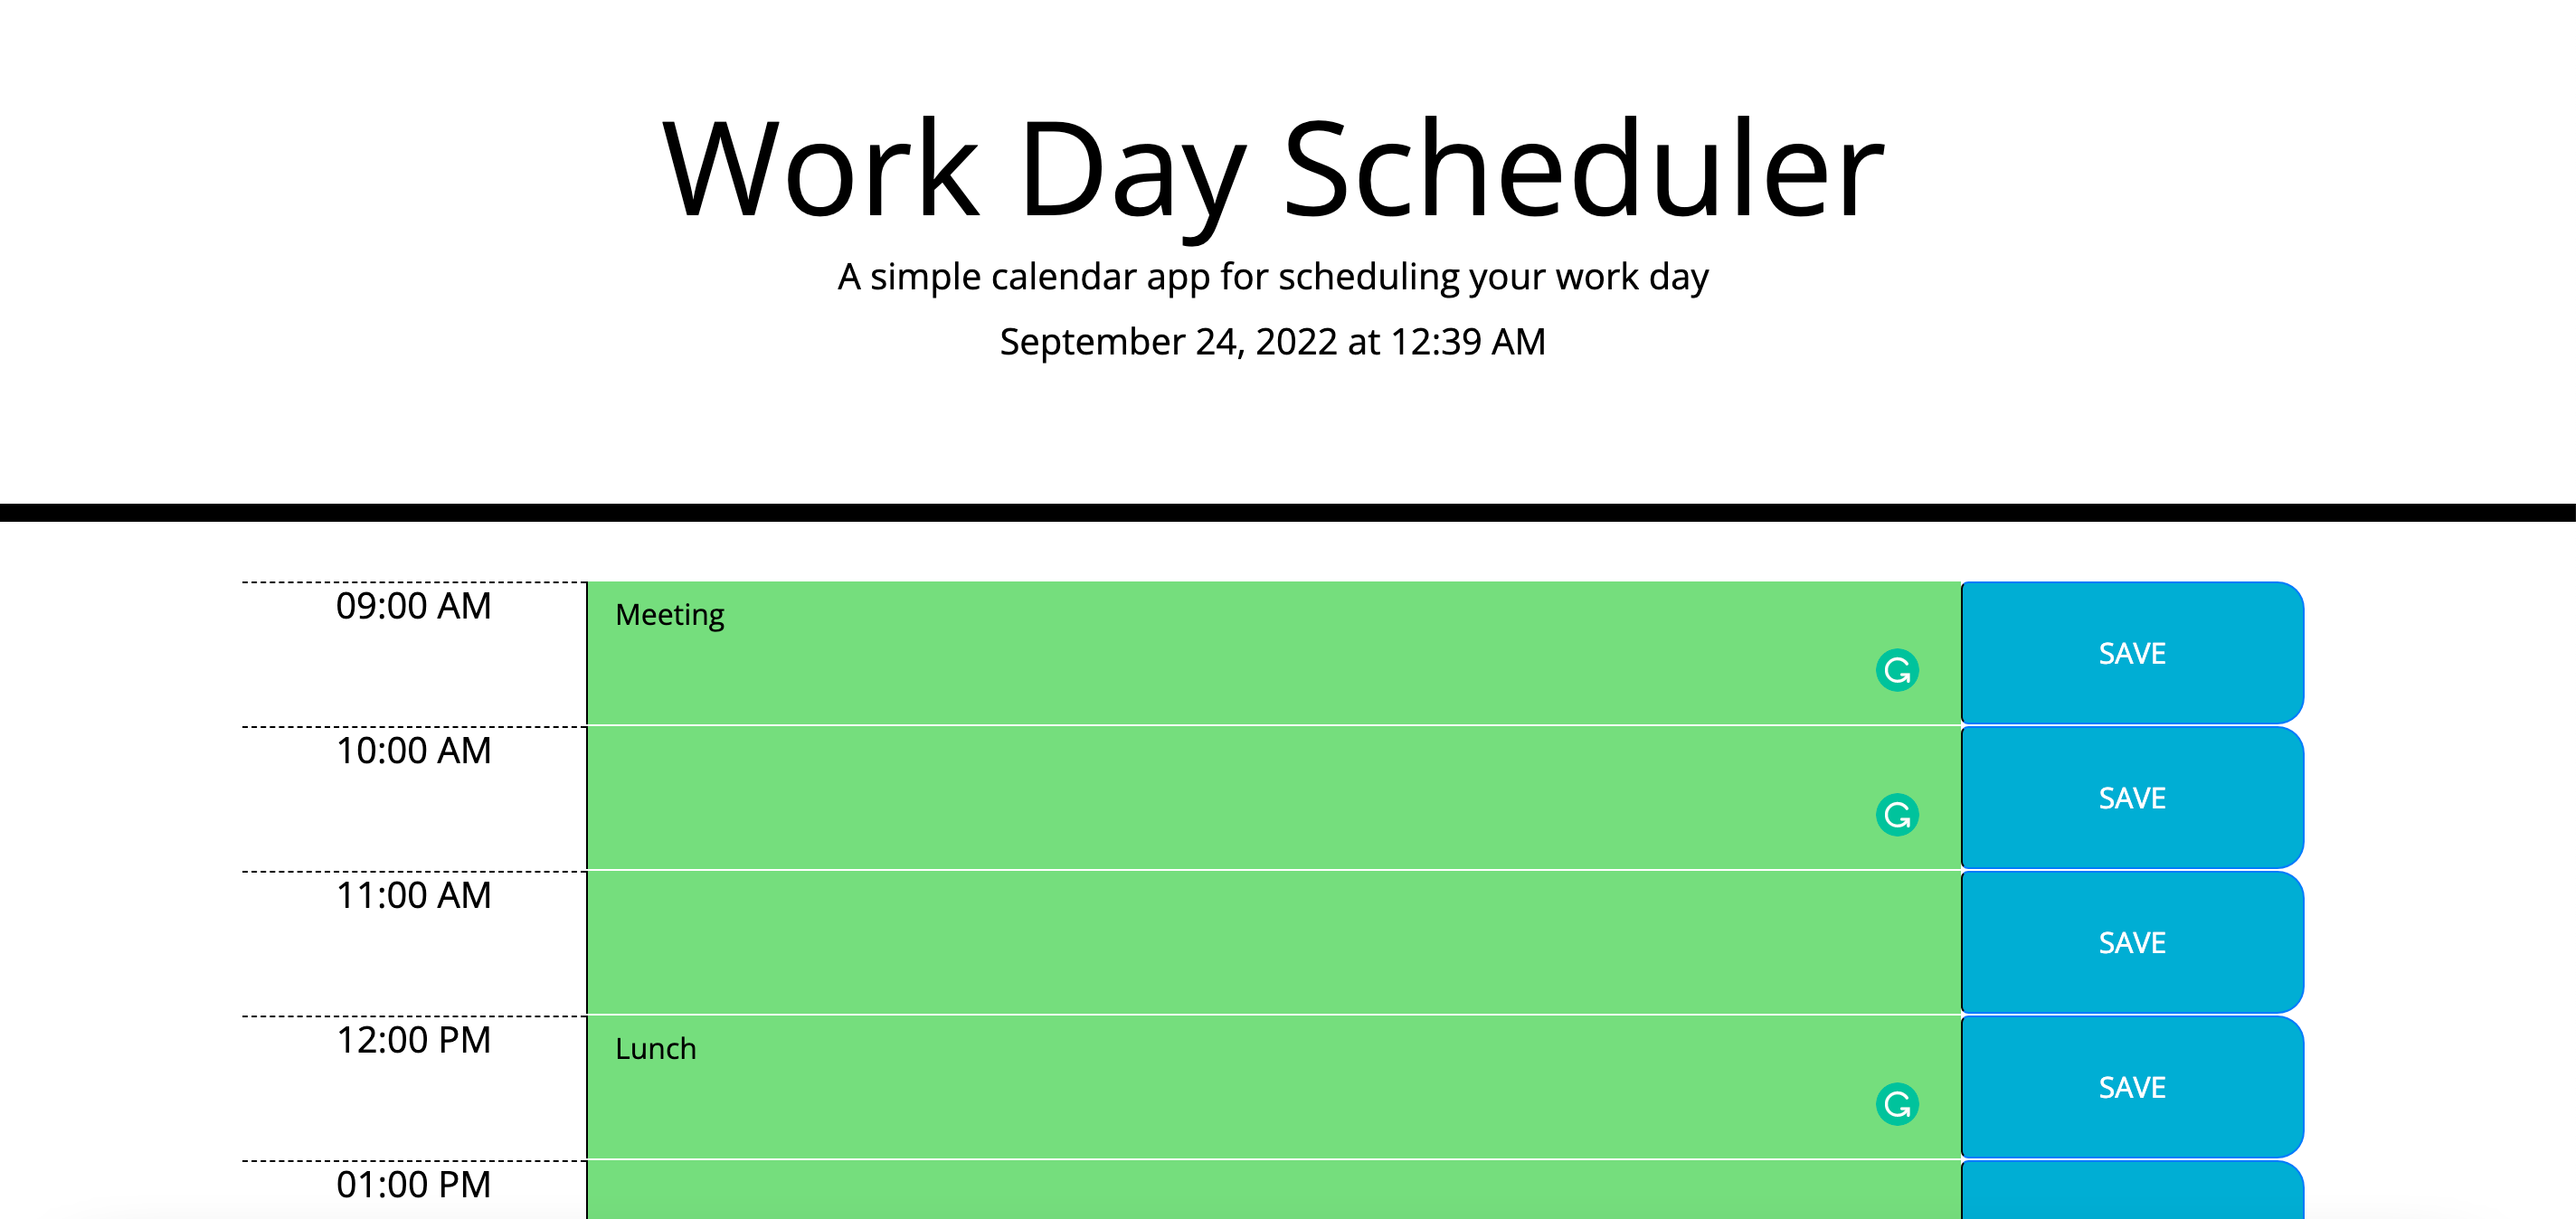 Work Day Scheduler
A simple calendar app for scheduling your work day
September 24, 2022 at 12:39 AM
09:00 AM Meeting SAVE
10:00 AM SAVE
11:00 AM SAVE
12:00 PM Lunch SAVE
01:00 PM